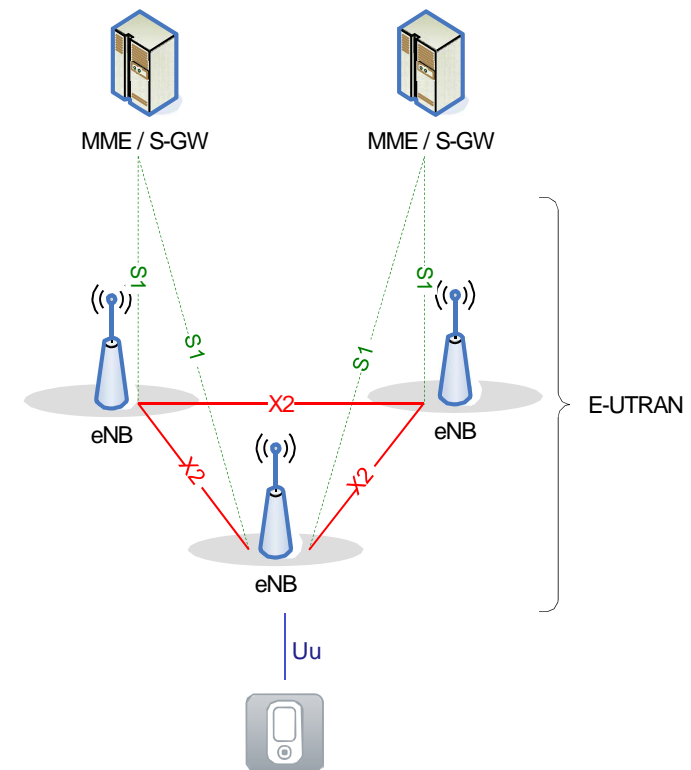 MME / S-GW
MME / S-GW
S1
S1
S1
S1
X2
E-UTRAN
eNB
eNB
X2
X2
eNB
Uu